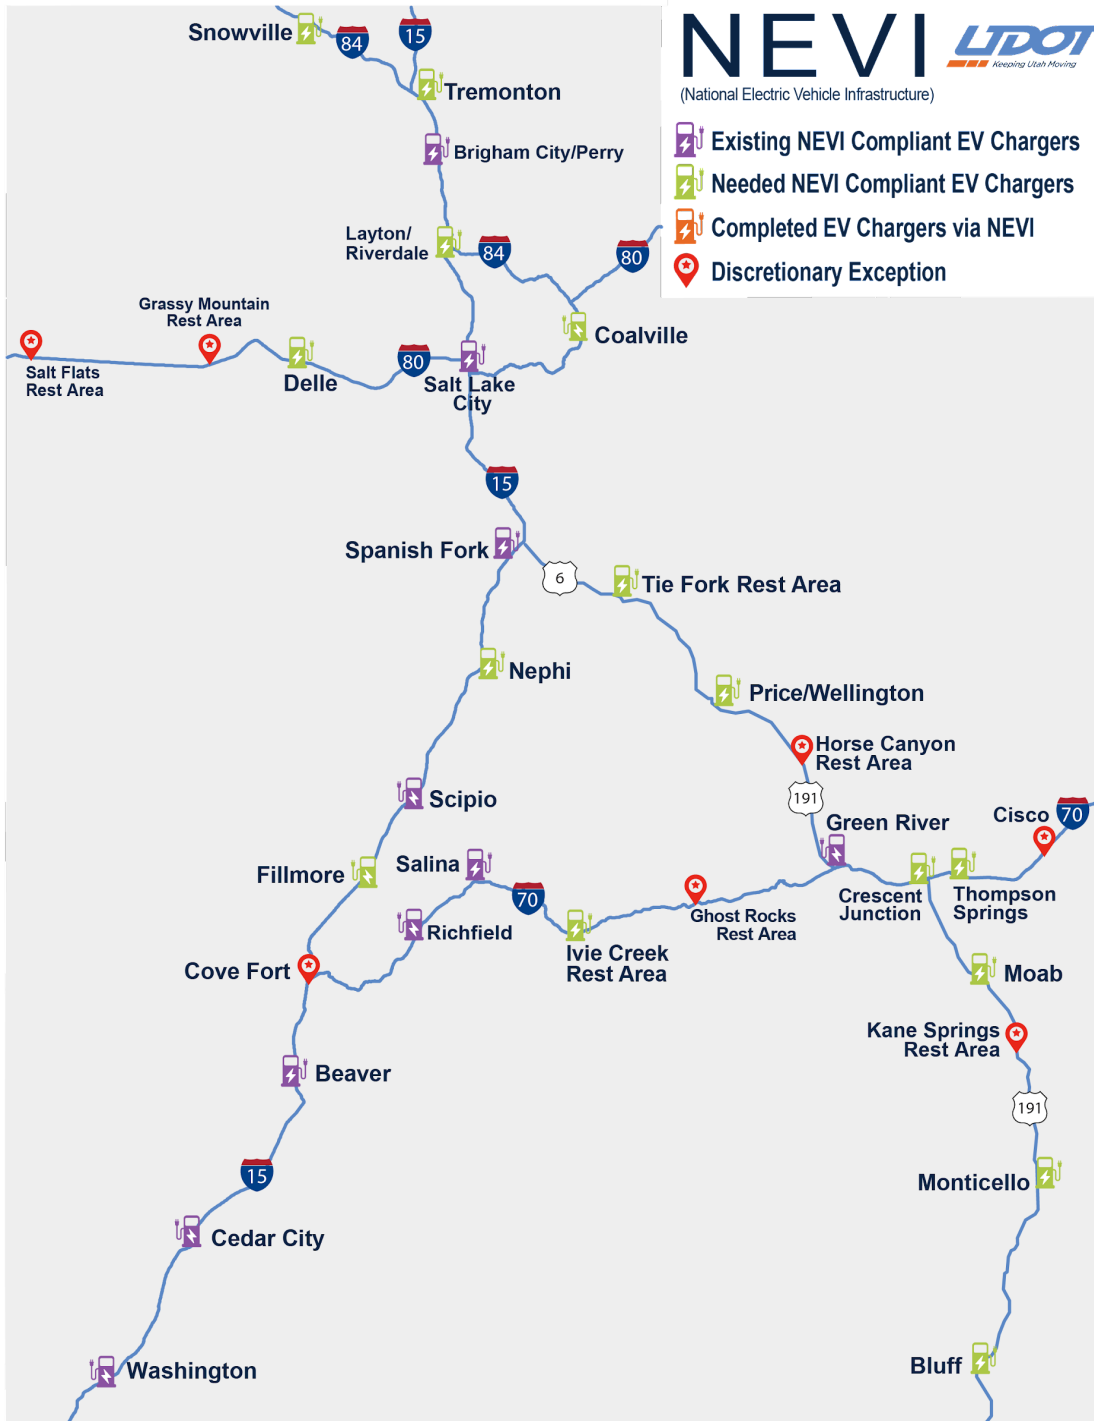 NEVI
(National Electric Vehicle Infrastructure)
UDOT
Keeping Utah Moving
Existing NEVI Compliant EV Chargers
Needed NEVI Compliant EV Chargers
Completed EV Chargers via NEVI
Discretionary Exception
Snowville
84
15
Tremonton
Brigham City/Perry
Layton/
Riverdale
84
80
Coalville
Grassy Mountain
Rest Area
Salt Flats
Rest Area
Delle
80
Salt Lake
City
15
Spanish Fork
6
Tie Fork Rest Area
Nephi
Price/Wellington
Horse Canyon
Rest Area
191
Scipio
Green River
Cisco
70
Fillmore
Salina
70
Richfield
Ghost Rocks
Rest Area
Crescent
Junction
Thompson
Springs
Ivie Creek
Rest Area
Cove Fort
Moab
Kane Springs
Rest Area
Beaver
191
15
Monticello
Cedar City
Washington
Bluff